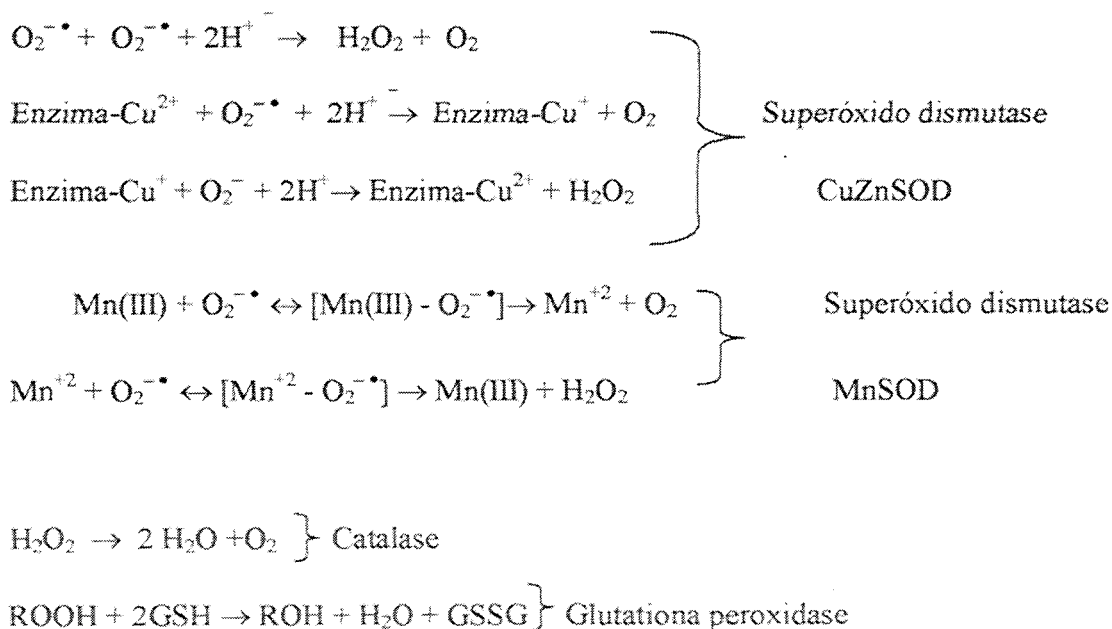 O₂⁻• + O₂⁻• + 2H⁺ ⁻→ H₂O₂ + O₂
Enzima-Cu²⁺ + O₂⁻• + 2H⁺ ⁻→ Enzima-Cu⁺ + O₂ Superóxido dismutase
Enzima-Cu⁺ + O₂⁻ + 2H⁺→ Enzima-Cu²⁺ + H₂O₂ CuZnSOD
Mn(III) + O₂⁻• ↔ [Mn(III) - O₂⁻•]→ Mn⁺² + O₂ Superóxido dismutase
Mn⁺² + O₂⁻• ↔ [Mn⁺² - O₂⁻•] → Mn(III) + H₂O₂ MnSOD
H₂O₂ → 2 H₂O +O₂ } Catalase
ROOH + 2GSH → ROH + H₂O + GSSG } Glutationa peroxidase